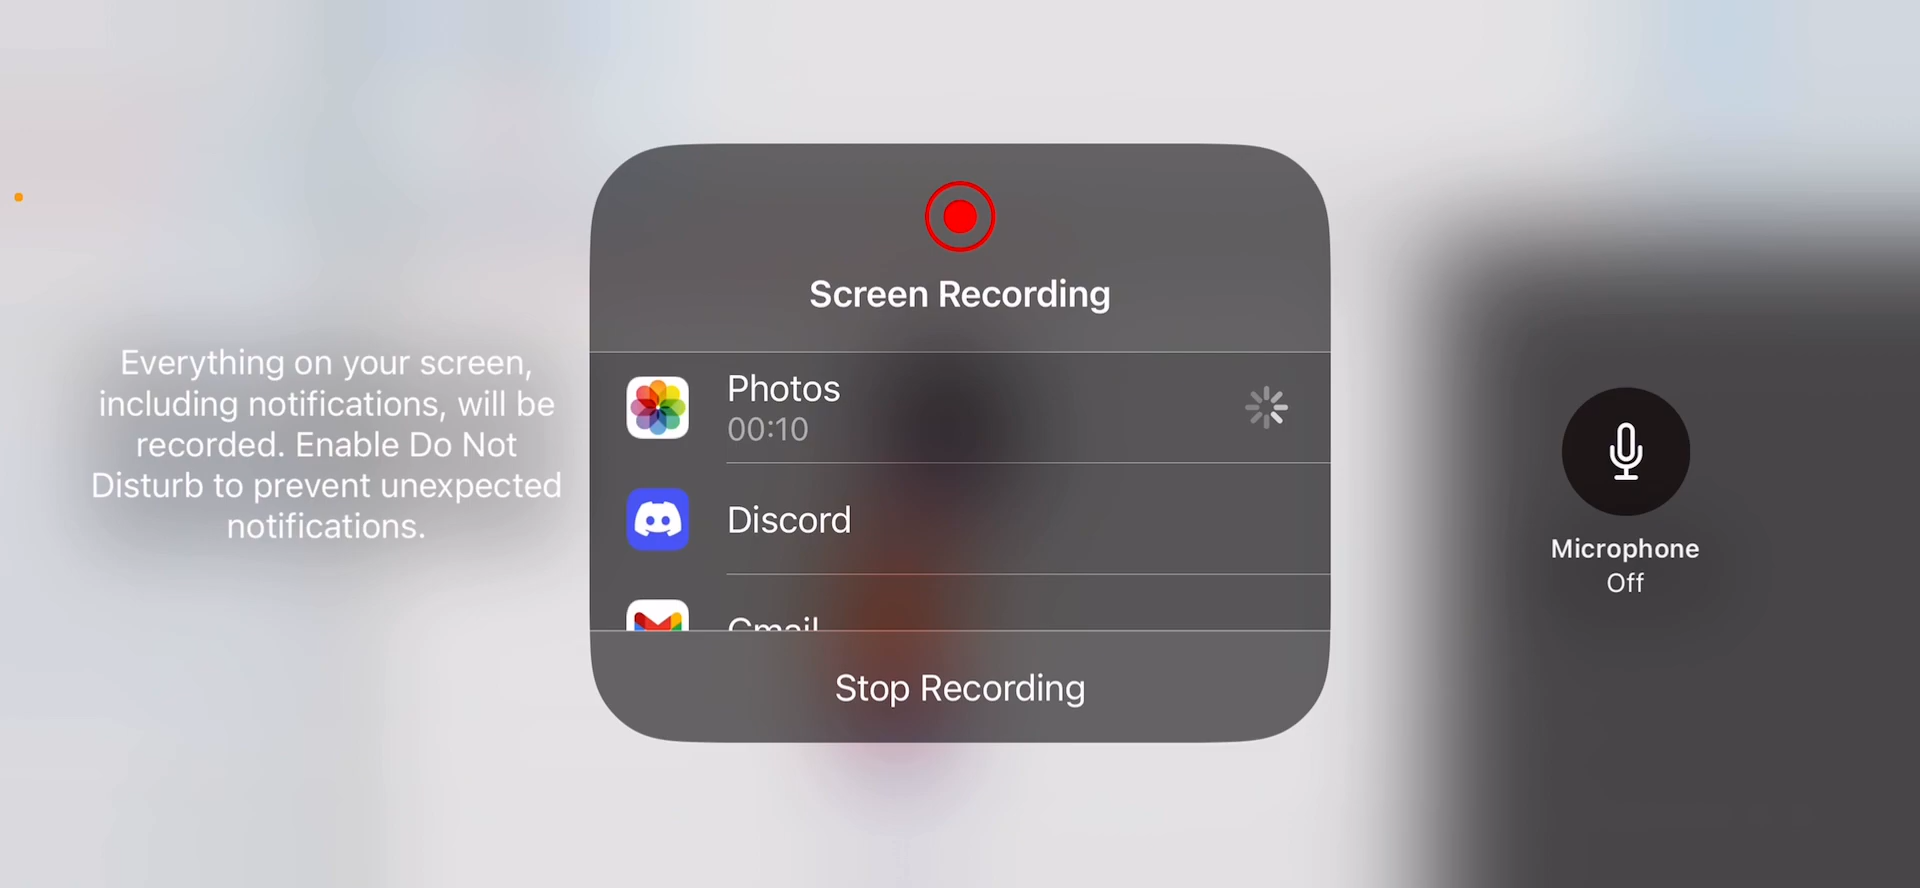 Everything on your screen,
including notifications, will be
recorded. Enable Do Not
Disturb to prevent unexpected
notifications.
Screen Recording
Photos
00:10
Discord
Gmail
Stop Recording
Microphone
Off